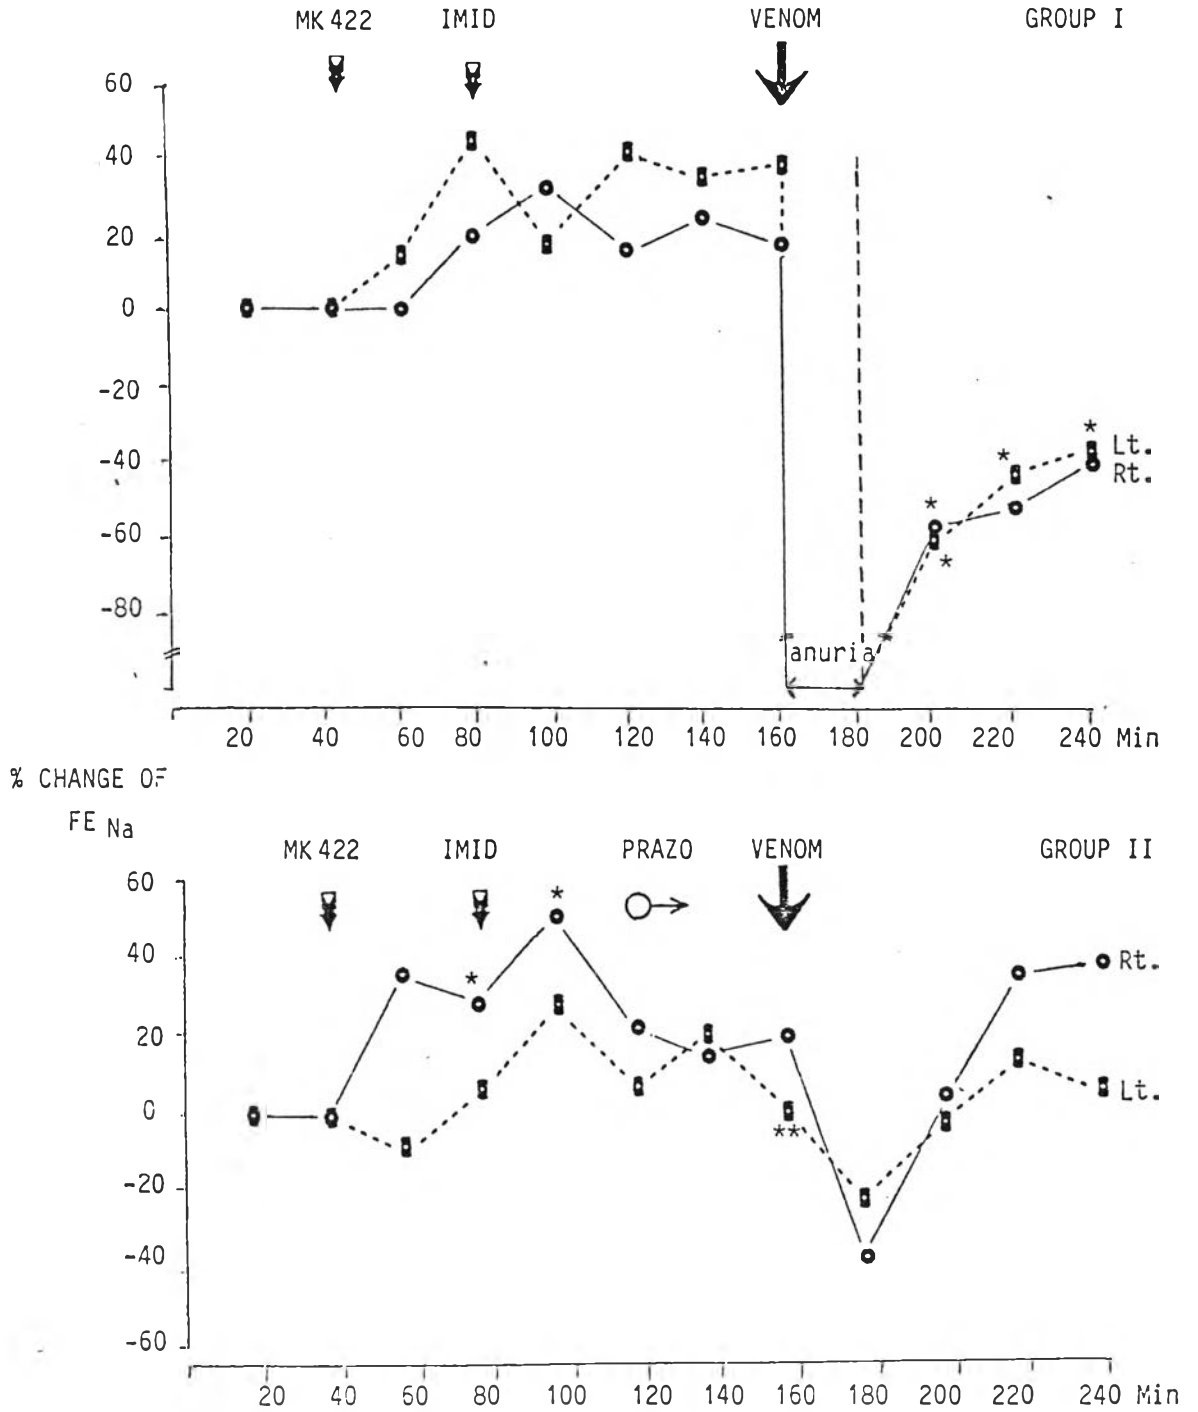 MK 422 IMID VENOM GROUP I
60
40
20
0
-20
-40
-60
-80
* * * *
Lt.
Rt.
anuria
20 40 60 80 100 120 140 160 180 200 220 240 Min
% CHANGE OF
FE Na
MK 422 IMID PRAZO VENOM GROUP II
60
40
20
0
-20
-40
-60
* *
**
Rt.
Lt.
20 40 60 80 100 120 140 160 180 200 220 240 Min